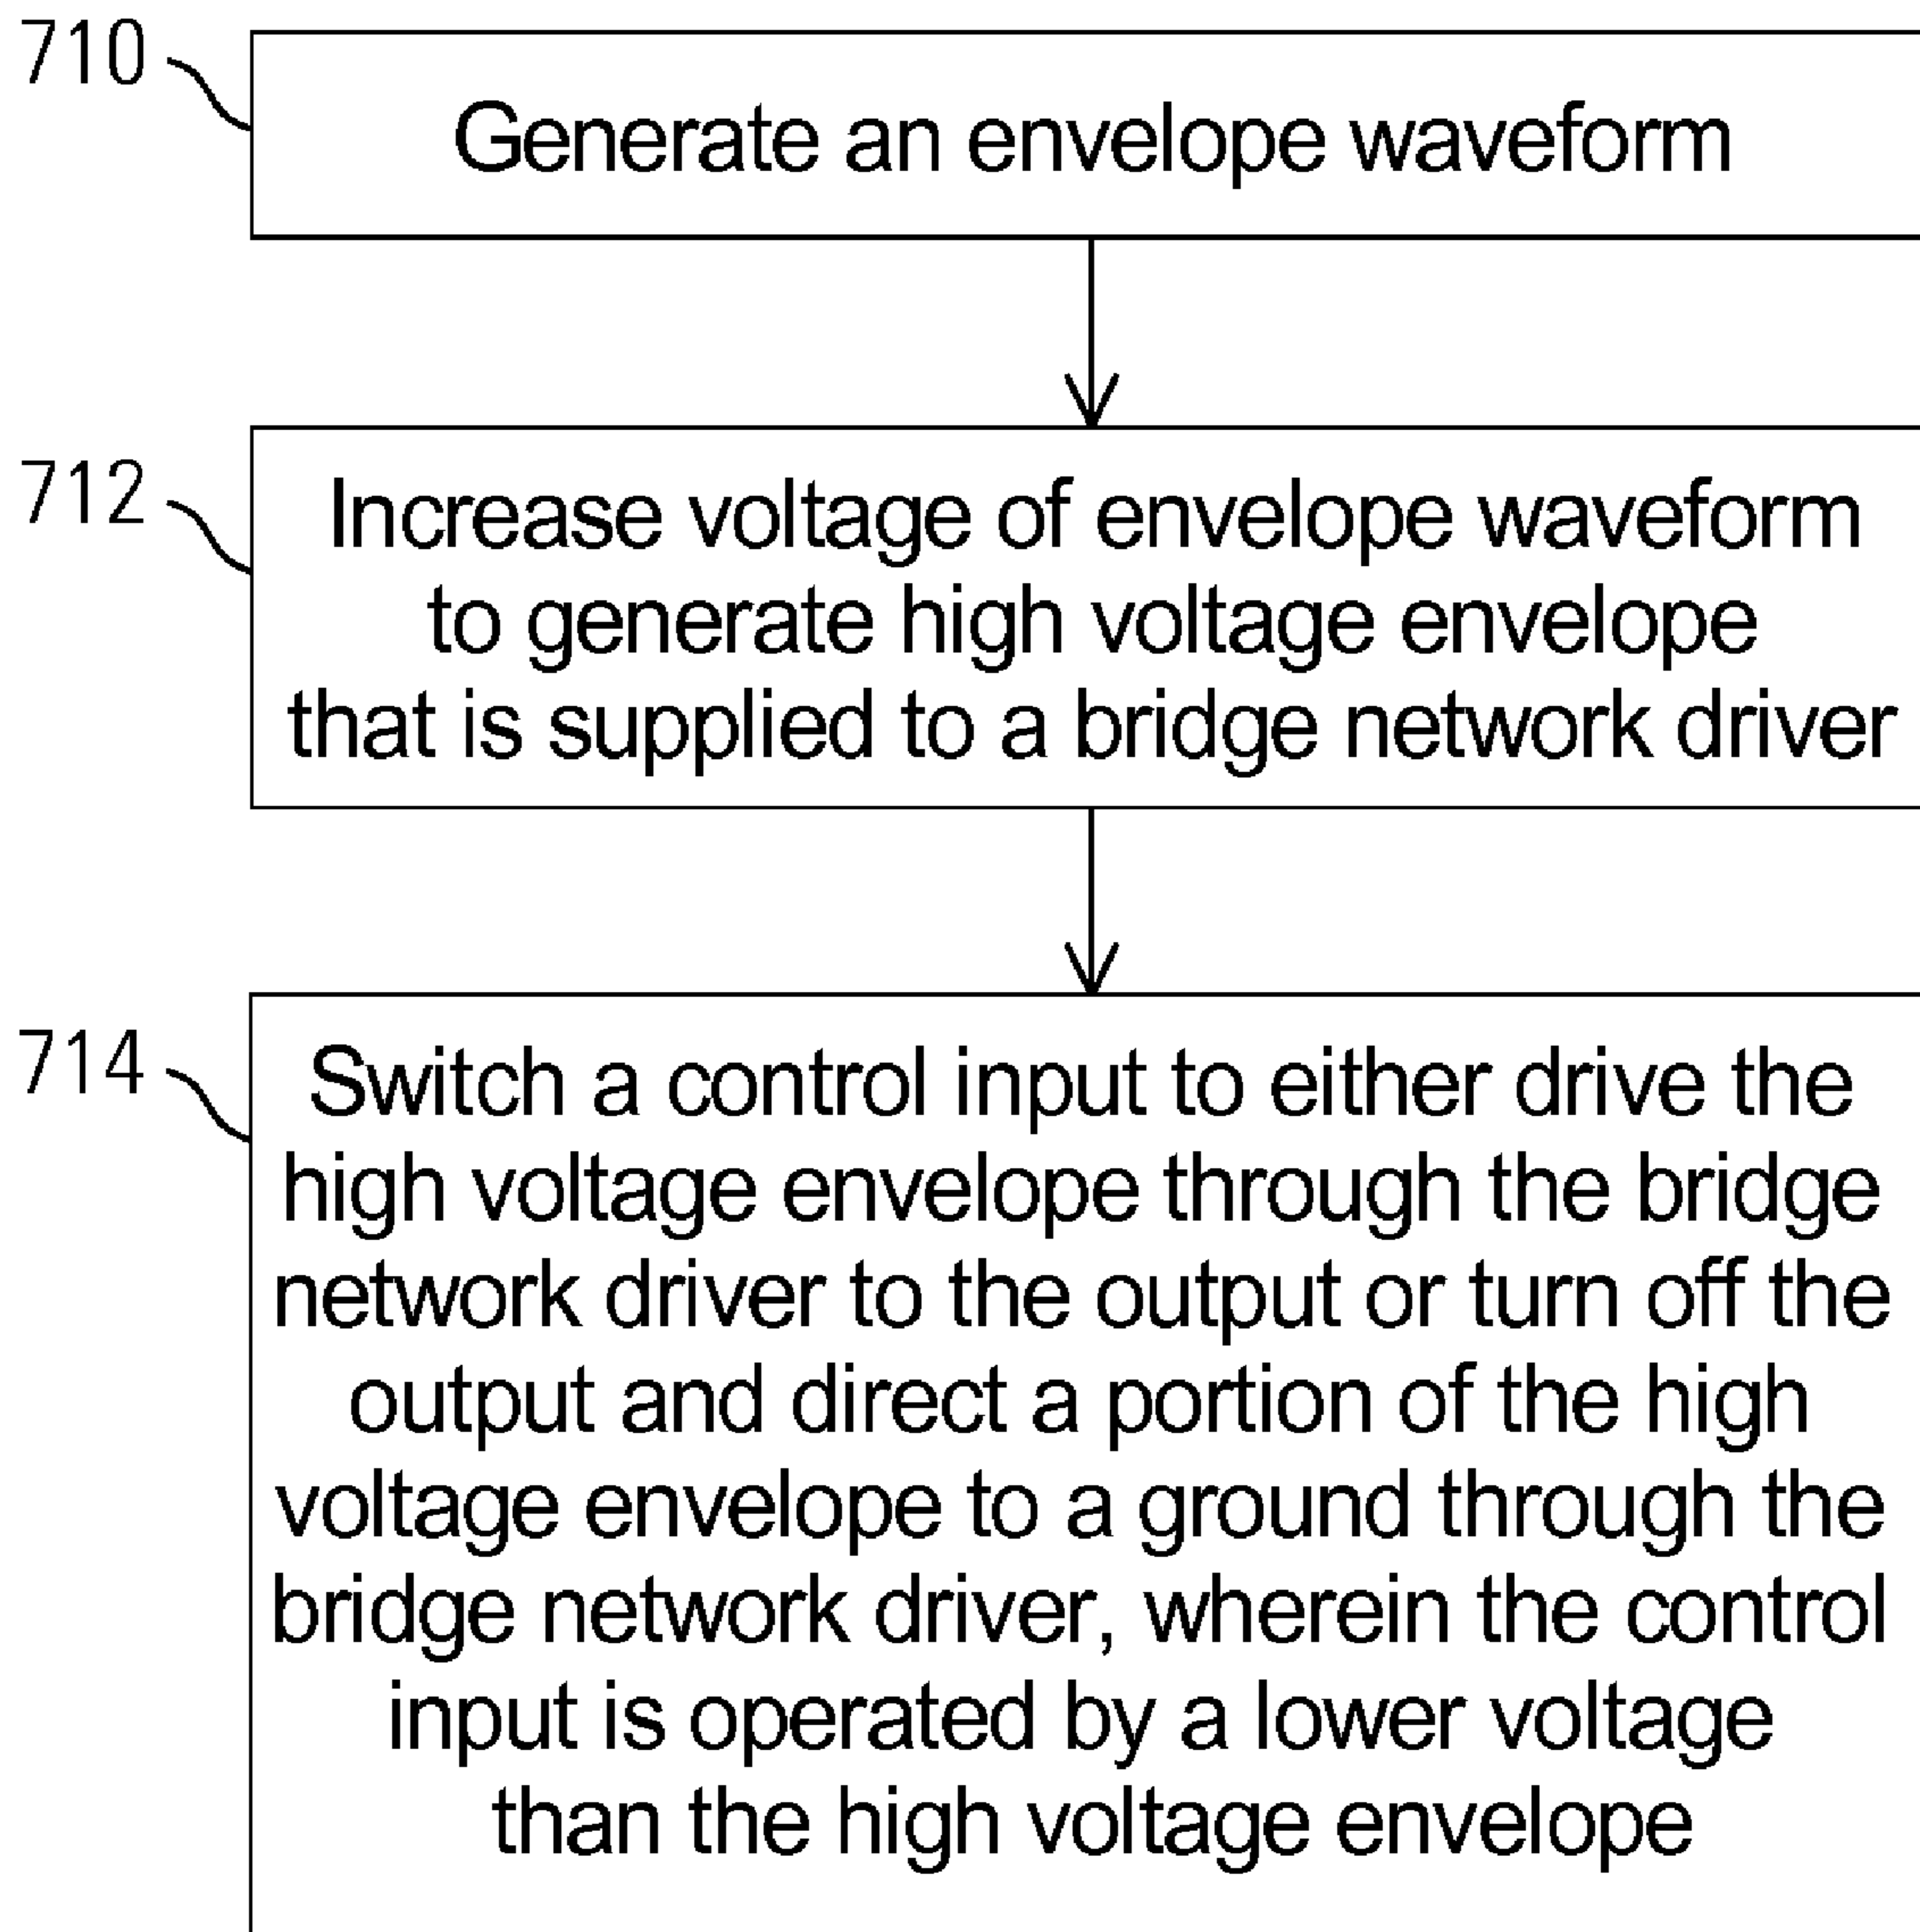 710
Generate an envelope waveform
712
Increase voltage of envelope waveform
to generate high voltage envelope
that is supplied to a bridge network driver
714
Switch a control input to either drive the
high voltage envelope through the bridge
network driver to the output or turn off the
output and direct a portion of the high
voltage envelope to a ground through the
bridge network driver, wherein the control
input is operated by a lower voltage
than the high voltage envelope